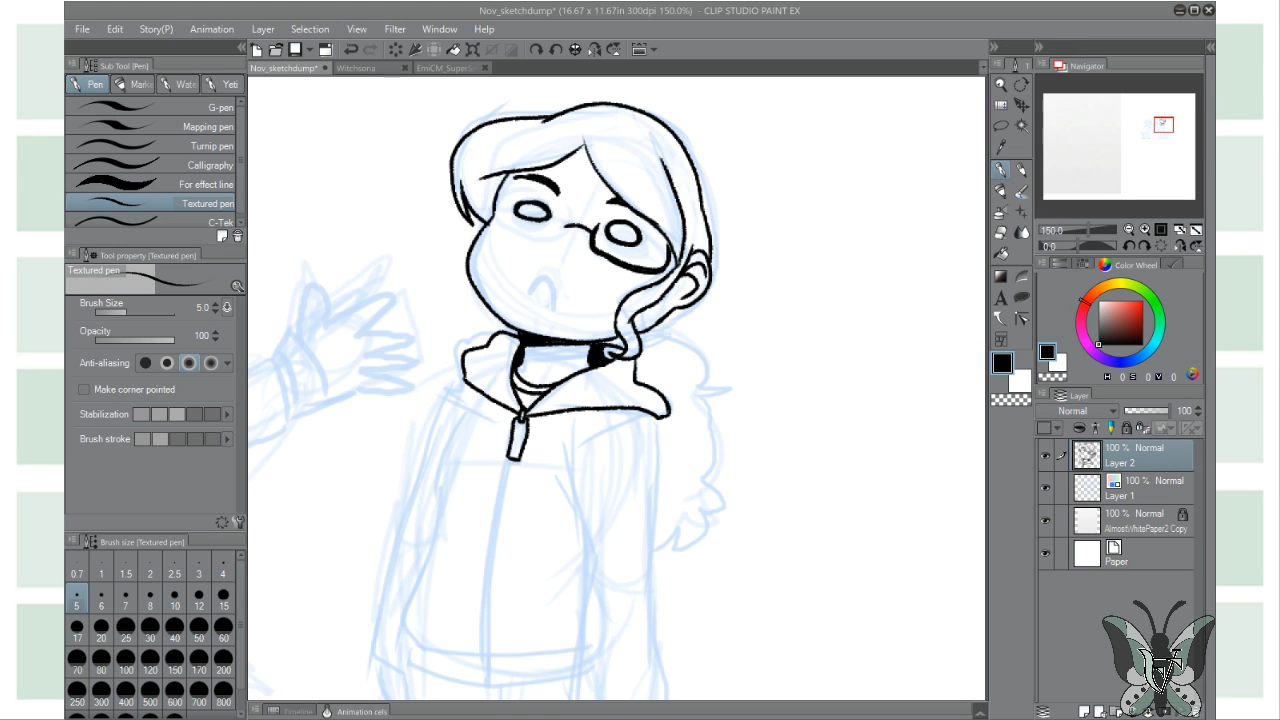 Nov_sketchdump* (16.67 x 11.67in 300dpi 150.0%) - CLIP STUDIO PAINT EX
File Edit Story(P) Animation Layer Selection View Filter Window Help
Sub Tool [Pen]
Nov_sketchdump* Witchsona
Navigator
Pen Mark Wate Yeti
G-pen
Mapping pen
Turnip pen
Calligraphy
For effect line
Textured pen
C-Tek
Tool property [Textured pen]
Textured pen
Brush Size 5.0
Opacity 100
Anti-aliasing
Make corner pointed
Stabilization
Brush stroke
Brush size [Textured pen]
0.7 1 1.5 2 2.5 3 4
5 6 7 8 10 12 15
17 20 25 30 40 50 60
70 80 100 120 150 170 200
250 300 400 500 600 700 800
Timeline Animation cels
150.0
0.0
Color Wheel
H 0 S 0 V 0
Layer
Normal 100
100 % Normal
Layer 2
100 % Normal
Layer 1
100 % Normal
AlmostWhitePaper2 Copy
Paper